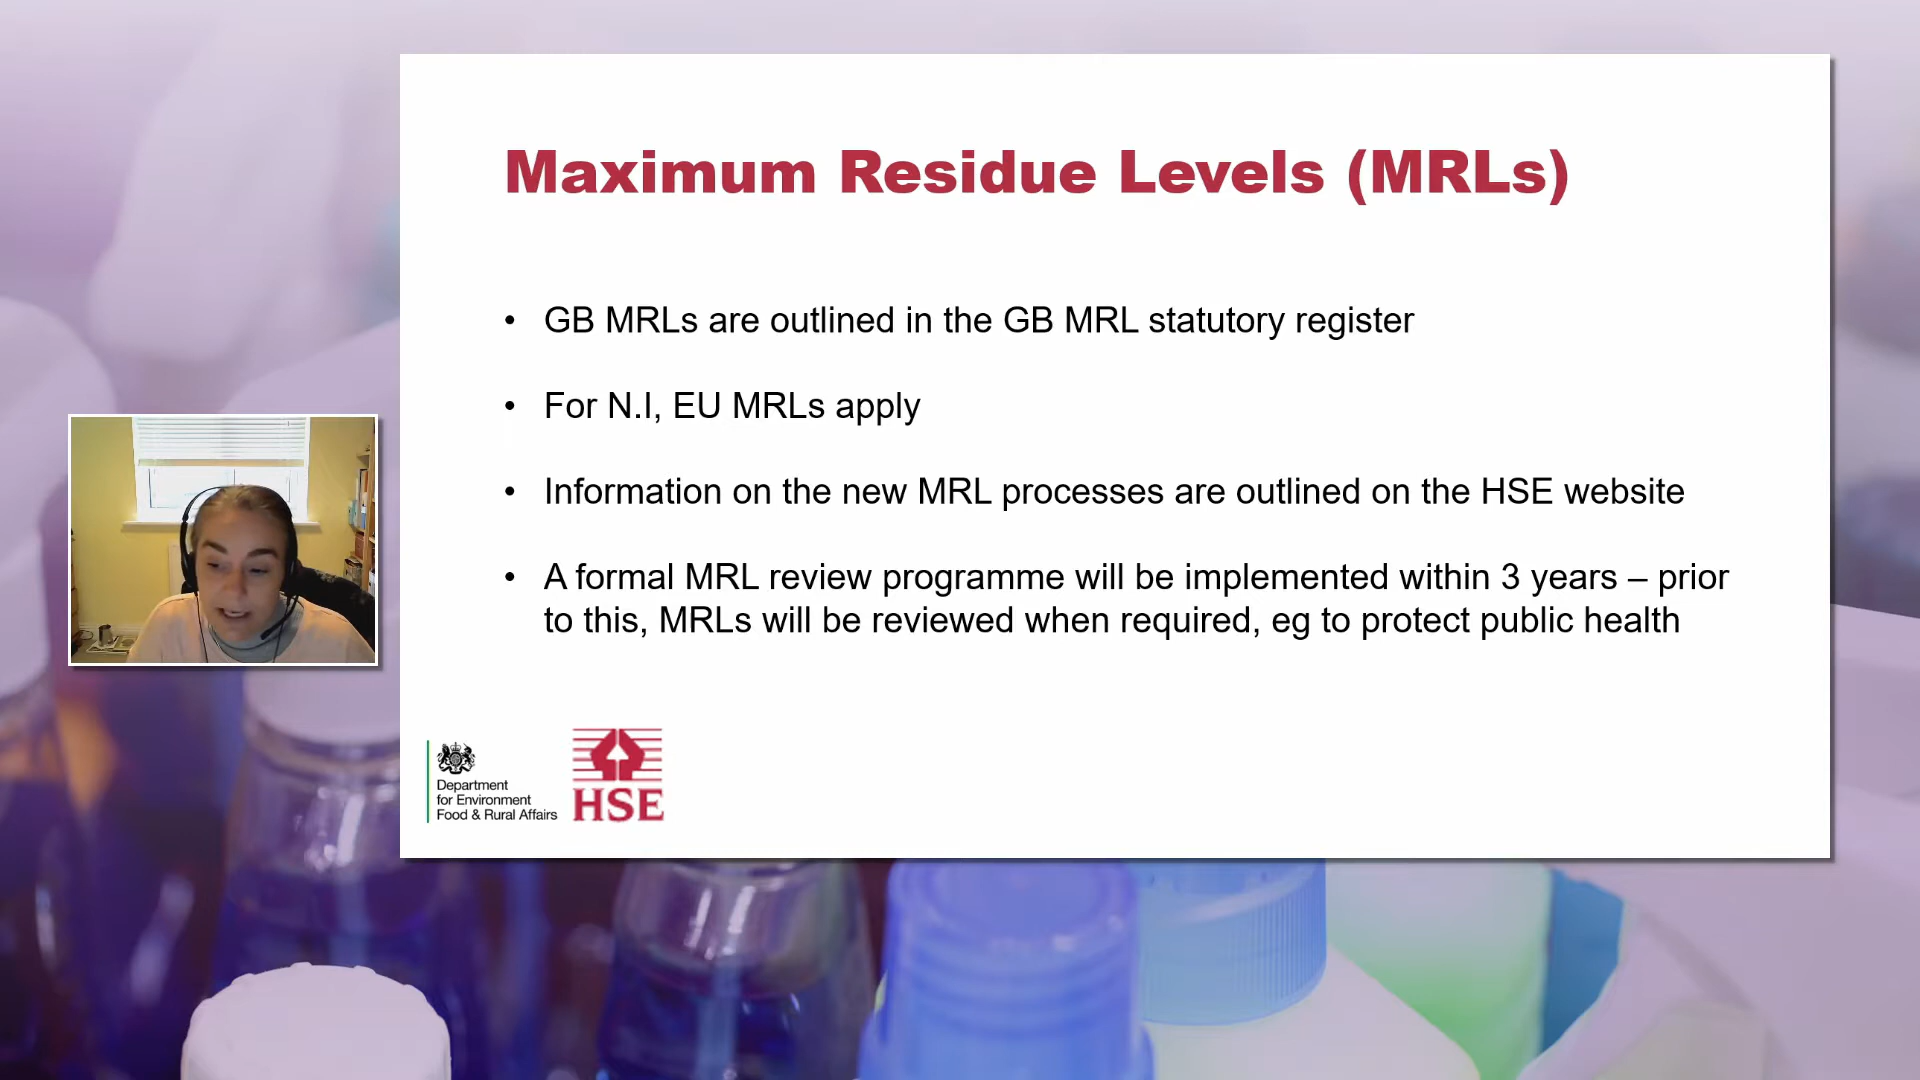 Maximum Residue Levels (MRLs)
• GB MRLs are outlined in the GB MRL statutory register
• For N.I, EU MRLs apply
• Information on the new MRL processes are outlined on the HSE website
• A formal MRL review programme will be implemented within 3 years – prior
to this, MRLs will be reviewed when required, eg to protect public health
Department
for Environment
Food & Rural Affairs
HSE